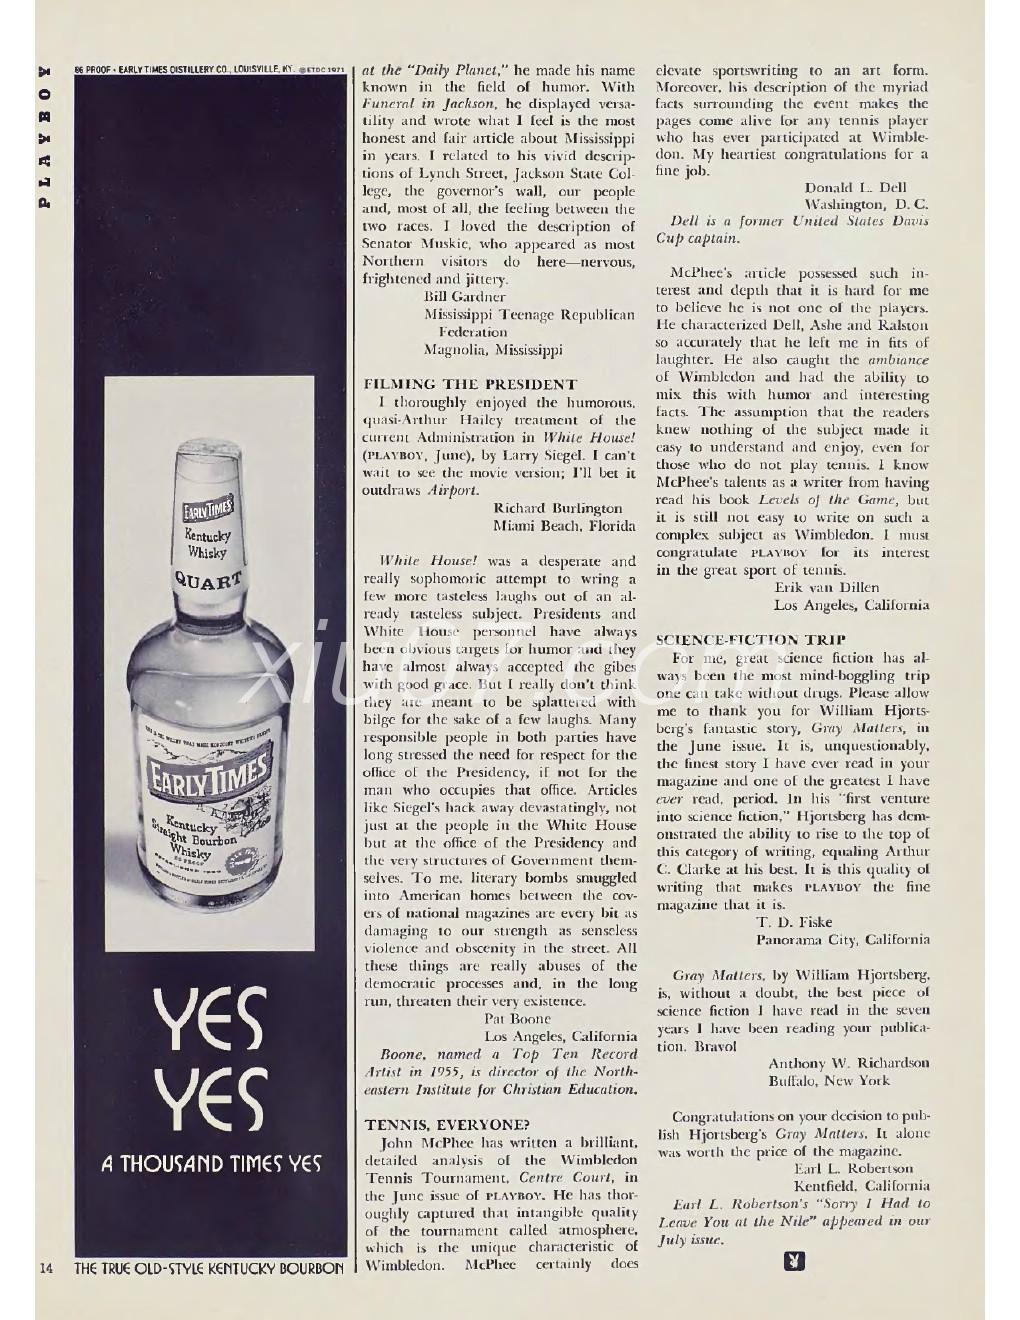 PLAYBOY
86 PROOF • EARLY TIMES DISTILLERY CO., LOUISVILLE, KY. © ETDC 1971
EARLY TIMES
Kentucky
Whisky
QUART
EARLY TIMES
Kentucky
Straight Bourbon
Whisky
YES
YES
A THOUSAND TIMES YES
14 THE TRUE OLD-STYLE KENTUCKY BOURBON
at the "Daily Planet," he made his name
known in the field of humor. With
Funeral in Jackson, he displayed versa-
tility and wrote what I feel is the most
honest and fair article about Mississippi
in years. I related to his vivid descrip-
tions of Lynch Street, Jackson State Col-
lege, the governor's wall, our people
and, most of all, the feeling between the
two races. I loved the description of
Senator Muskie, who appeared as most
Northern visitors do here—nervous,
frightened and jittery.
Bill Gardner
Mississippi Teenage Republican
Federation
Magnolia, Mississippi
FILMING THE PRESIDENT
I thoroughly enjoyed the humorous,
quasi-Arthur Hailey treatment of the
current Administration in White House!
(PLAYBOY, June), by Larry Siegel. I can't
wait to see the movie version; I'll bet it
outdraws Airport.
Richard Burlington
Miami Beach, Florida
White House! was a desperate and
really sophomoric attempt to wring a
few more tasteless laughs out of an al-
ready tasteless subject. Presidents and
White House personnel have always
been obvious targets for humor and they
have almost always accepted the gibes
with good grace. But I really don't think
they are meant to be splattered with
bilge for the sake of a few laughs. Many
responsible people in both parties have
long stressed the need for respect for the
office of the Presidency, if not for the
man who occupies that office. Articles
like Siegel's hack away devastatingly, not
just at the people in the White House
but at the office of the Presidency and
the very structures of Government them-
selves. To me, literary bombs smuggled
into American homes between the cov-
ers of national magazines are every bit as
damaging to our strength as senseless
violence and obscenity in the street. All
these things are really abuses of the
democratic processes and, in the long
run, threaten their very existence.
Pat Boone
Los Angeles, California
Boone, named a Top Ten Record
Artist in 1955, is director of the North-
eastern Institute for Christian Education.
TENNIS, EVERYONE?
John McPhee has written a brilliant,
detailed analysis of the Wimbledon
Tennis Tournament, Centre Court, in
the June issue of PLAYBOY. He has thor-
oughly captured that intangible quality
of the tournament called atmosphere,
which is the unique characteristic of
Wimbledon. McPhee certainly does
elevate sportswriting to an art form.
Moreover, his description of the myriad
facts surrounding the event makes the
pages come alive for any tennis player
who has ever participated at Wimble-
don. My heartiest congratulations for a
fine job.
Donald L. Dell
Washington, D. C.
Dell is a former United States Davis
Cup captain.
McPhee's article possessed such in-
terest and depth that it is hard for me
to believe he is not one of the players.
He characterized Dell, Ashe and Ralston
so accurately that he left me in fits of
laughter. He also caught the ambiance
of Wimbledon and had the ability to
mix this with humor and interesting
facts. The assumption that the readers
knew nothing of the subject made it
easy to understand and enjoy, even for
those who do not play tennis. I know
McPhee's talents as a writer from having
read his book Levels of the Game, but
it is still not easy to write on such a
complex subject as Wimbledon. I must
congratulate PLAYBOY for its interest
in the great sport of tennis.
Erik van Dillen
Los Angeles, California
SCIENCE-FICTION TRIP
For me, great science fiction has al-
ways been the most mind-boggling trip
one can take without drugs. Please allow
me to thank you for William Hjorts-
berg's fantastic story, Gray Matters, in
the June issue. It is, unquestionably,
the finest story I have ever read in your
magazine and one of the greatest I have
ever read, period. In his "first venture
into science fiction," Hjortsberg has dem-
onstrated the ability to rise to the top of
this category of writing, equaling Arthur
C. Clarke at his best. It is this quality of
writing that makes PLAYBOY the fine
magazine that it is.
T. D. Fiske
Panorama City, California
Gray Matters, by William Hjortsberg,
is, without a doubt, the best piece of
science fiction I have read in the seven
years I have been reading your publica-
tion. Bravo!
Anthony W. Richardson
Buffalo, New York
Congratulations on your decision to pub-
lish Hjortsberg's Gray Matters. It alone
was worth the price of the magazine.
Earl L. Robertson
Kentfield, California
Earl L. Robertson's "Sorry I Had to
Leave You at the Nile" appeared in our
July issue.
xiu07.com